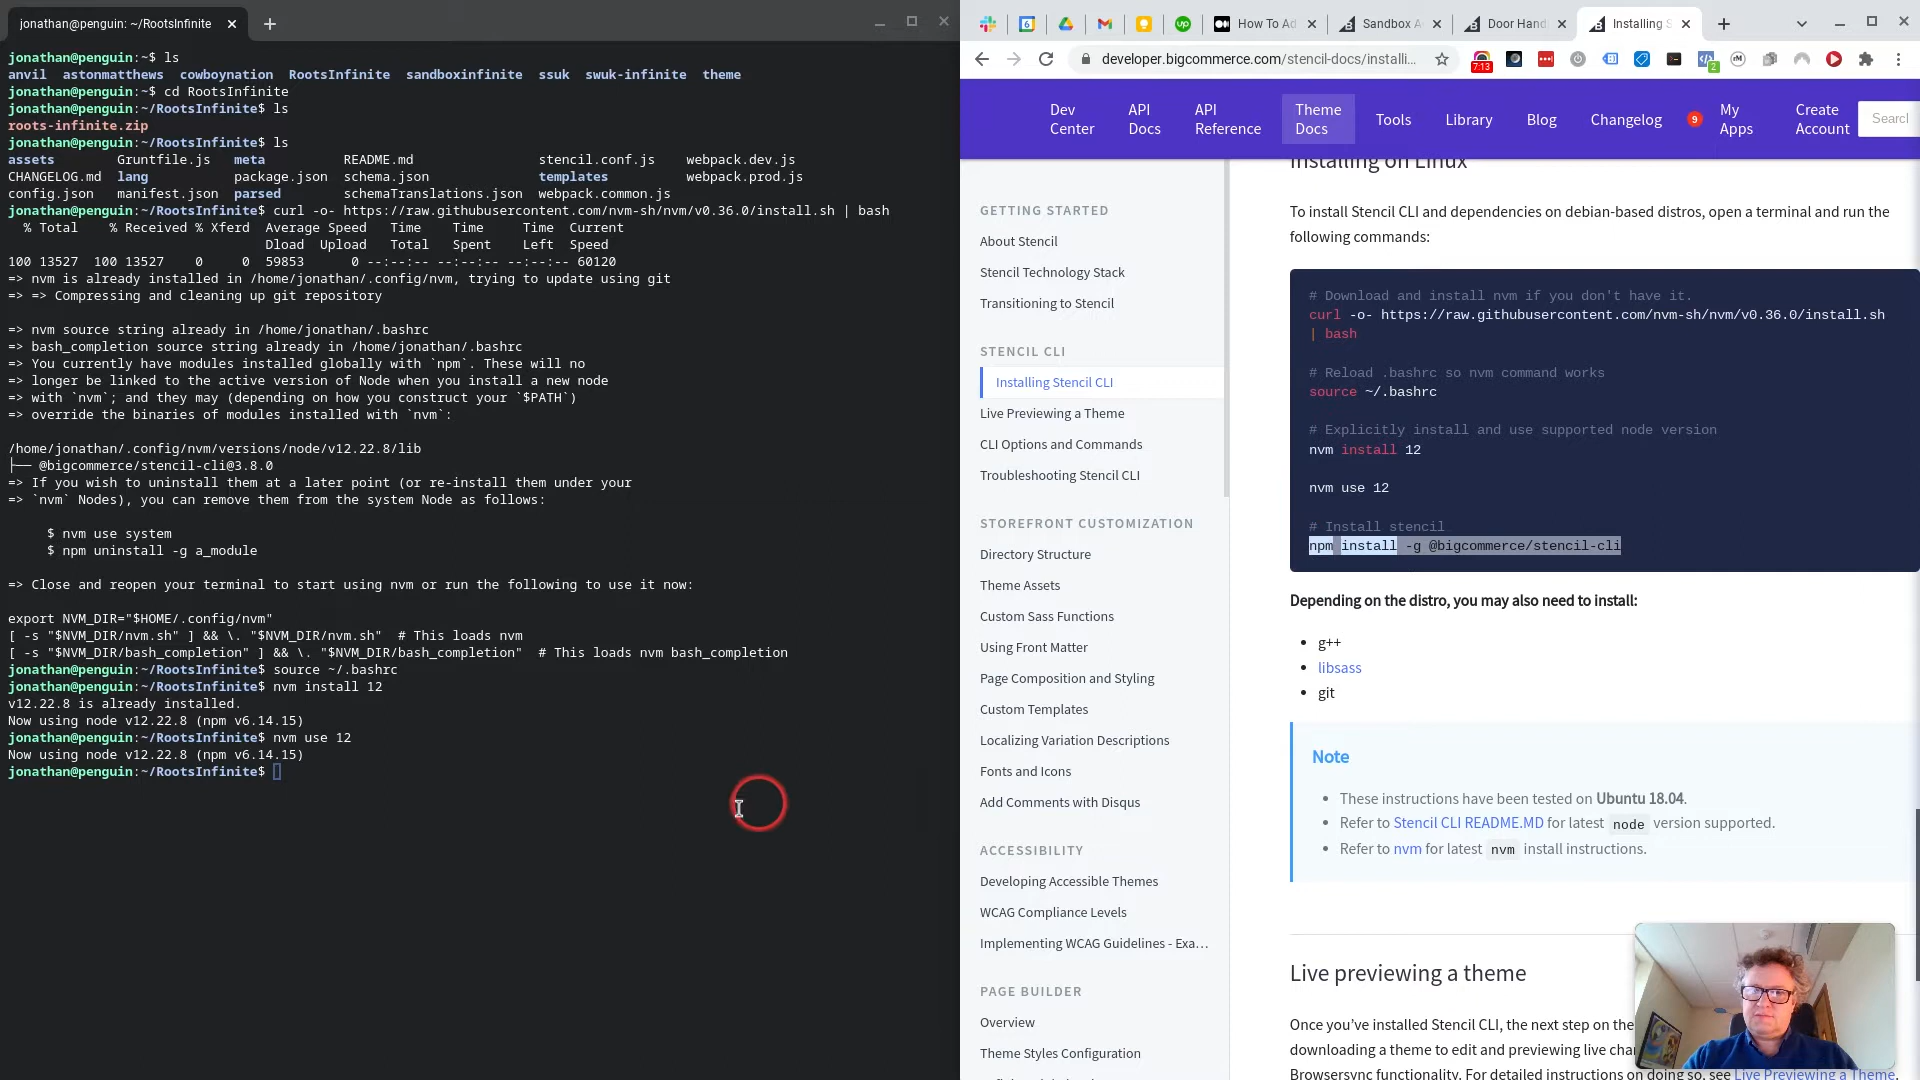 jonathan@penguin: ~/RootsInfinite
jonathan@penguin:~$ ls
anvil  astonmatthews  cowboynation  RootsInfinite  sandboxinfinite  ssuk  swuk-infinite  theme
jonathan@penguin:~$ cd RootsInfinite
jonathan@penguin:~/RootsInfinite$ ls
roots-infinite.zip
jonathan@penguin:~/RootsInfinite$ ls
assets        Gruntfile.js   meta          README.md                stencil.conf.js    webpack.dev.js
CHANGELOG.md  lang           package.json  schema.json              templates          webpack.prod.js
config.json   manifest.json  parsed        schemaTranslations.json  webpack.common.js
jonathan@penguin:~/RootsInfinite$ curl -o- https://raw.githubusercontent.com/nvm-sh/nvm/v0.36.0/install.sh | bash
  % Total    % Received % Xferd  Average Speed   Time    Time     Time  Current
                                 Dload  Upload   Total   Spent    Left  Speed
100 13527  100 13527    0     0  59853      0 --:--:-- --:--:-- --:--:-- 60120
=> nvm is already installed in /home/jonathan/.config/nvm, trying to update using git
=> => Compressing and cleaning up git repository
=> nvm source string already in /home/jonathan/.bashrc
=> bash_completion source string already in /home/jonathan/.bashrc
=> You currently have modules installed globally with `npm`. These will no
=> longer be linked to the active version of Node when you install a new node
=> with `nvm`; and they may (depending on how you construct your `$PATH`)
=> override the binaries of modules installed with `nvm`:
/home/jonathan/.config/nvm/versions/node/v12.22.8/lib
├── @bigcommerce/stencil-cli@3.8.0
=> If you wish to uninstall them at a later point (or re-install them under your
=> `nvm` Nodes), you can remove them from the system Node as follows:
$ nvm use system
$ npm uninstall -g a_module
=> Close and reopen your terminal to start using nvm or run the following to use it now:
export NVM_DIR="$HOME/.config/nvm"
[ -s "$NVM_DIR/nvm.sh" ] && \. "$NVM_DIR/nvm.sh"  # This loads nvm
[ -s "$NVM_DIR/bash_completion" ] && \. "$NVM_DIR/bash_completion"  # This loads nvm bash_completion
jonathan@penguin:~/RootsInfinite$ source ~/.bashrc
jonathan@penguin:~/RootsInfinite$ nvm install 12
v12.22.8 is already installed.
Now using node v12.22.8 (npm v6.14.15)
jonathan@penguin:~/RootsInfinite$ nvm use 12
Now using node v12.22.8 (npm v6.14.15)
jonathan@penguin:~/RootsInfinite$
How To Ad
Sandbox A
Door Hand
Installing S
developer.bigcommerce.com/stencil-docs/installi...
7:13
2
Dev Center
API Docs
API Reference
Theme Docs
Tools
Library
Blog
Changelog
9
My Apps
Create Account
Search
GETTING STARTED
About Stencil
Stencil Technology Stack
Transitioning to Stencil
STENCIL CLI
Installing Stencil CLI
Live Previewing a Theme
CLI Options and Commands
Troubleshooting Stencil CLI
STOREFRONT CUSTOMIZATION
Directory Structure
Theme Assets
Custom Sass Functions
Using Front Matter
Page Composition and Styling
Custom Templates
Localizing Variation Descriptions
Fonts and Icons
Add Comments with Disqus
ACCESSIBILITY
Developing Accessible Themes
WCAG Compliance Levels
Implementing WCAG Guidelines - Exa...
PAGE BUILDER
Overview
Theme Styles Configuration
Installing on Linux
To install Stencil CLI and dependencies on debian-based distros, open a terminal and run the
following commands:
# Download and install nvm if you don't have it.
curl -o- https://raw.githubusercontent.com/nvm-sh/nvm/v0.36.0/install.sh
| bash
# Reload .bashrc so nvm command works
source ~/.bashrc
# Explicitly install and use supported node version
nvm install 12
nvm use 12
# Install stencil
npm install -g @bigcommerce/stencil-cli
Depending on the distro, you may also need to install:
• g++
• libsass
• git
Note
• These instructions have been tested on Ubuntu 18.04.
• Refer to Stencil CLI README.MD for latest node version supported.
• Refer to nvm for latest nvm install instructions.
Live previewing a theme
Once you've installed Stencil CLI, the next step on the
downloading a theme to edit and previewing live cha
Browsersync functionality. For detailed instructions on doing so, see Live Previewing a Theme.